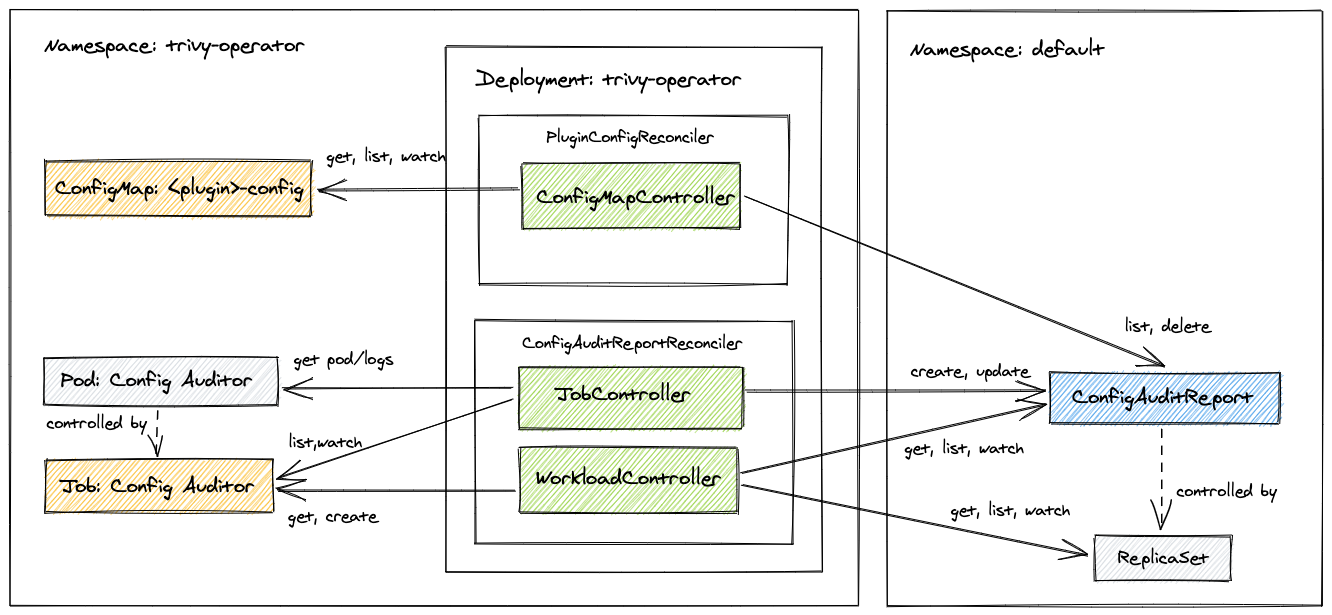 Namespace: trivy-operator
Namespace: default
Deployment: trivy-operator
PluginConfigReconciler
get, list, watch
ConfigMap: <plugin>-config
ConfigMapController
list, delete
ConfigAuditReportReconciler
get pod/logs
Pod: Config Auditor
JobController
create, update
ConfigAuditReport
controlled by
list,watch
get, list, watch
Job: Config Auditor
WorkloadController
controlled by
get, create
get, list, watch
ReplicaSet